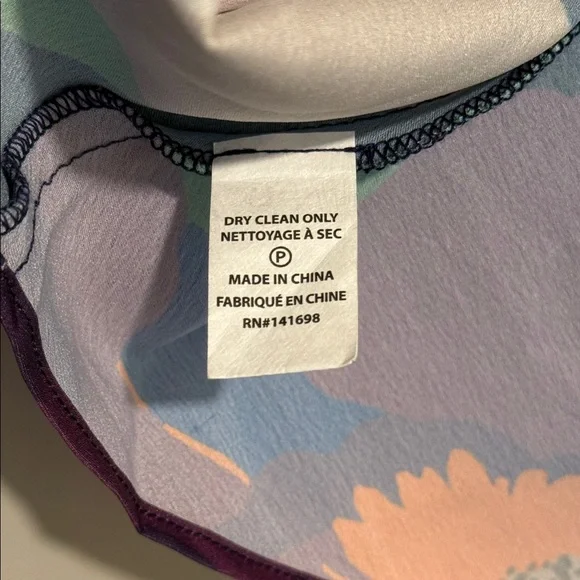 DRY CLEAN ONLY
NETTOYAGE À SEC
Ⓟ
MADE IN CHINA
FABRIQUÉ EN CHINE
RN#141698